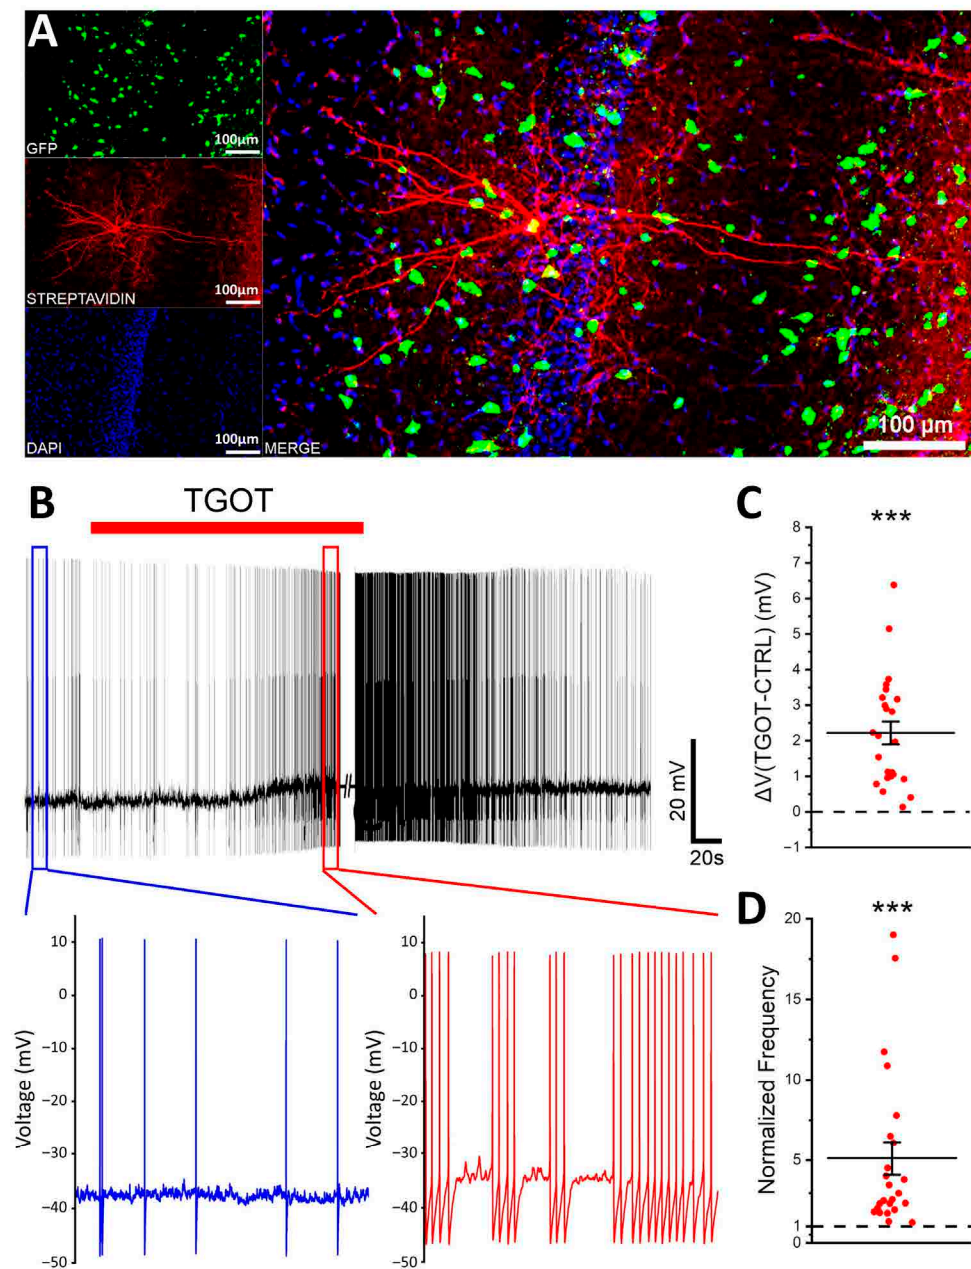 A
GFP
100µm
STREPTAVIDIN
100µm
DAPI
100µm
MERGE
100 µm
B
TGOT
20 mV
20s
Voltage (mV)
10
0
−10
−20
−30
−40
−50
Voltage (mV)
10
0
−10
−20
−30
−40
−50
C
***
ΔV(TGOT-CTRL) (mV)
8
7
6
5
4
3
2
1
0
−1
D
***
Normalized Frequency
20
15
10
5
1
0